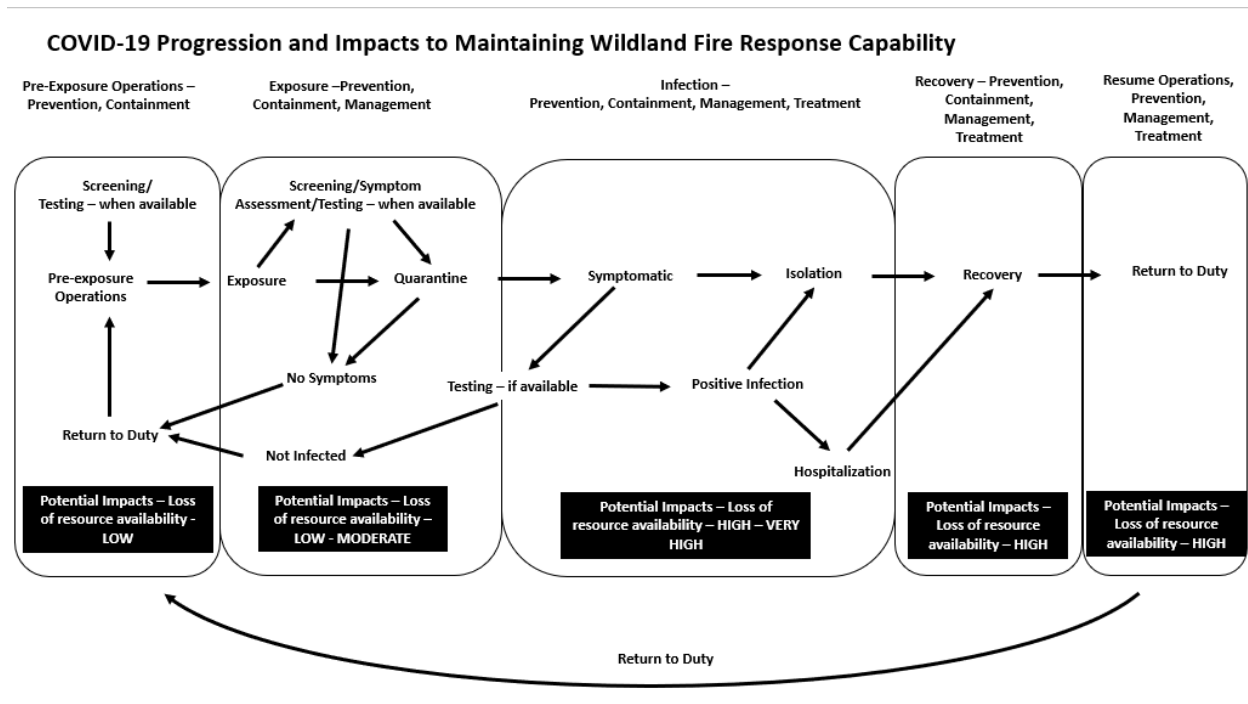 COVID-19 Progression and Impacts to Maintaining Wildland Fire Response Capability
Pre-Exposure Operations –
Prevention, Containment
Exposure –Prevention,
Containment, Management
Infection –
Prevention, Containment, Management, Treatment
Recovery – Prevention,
Containment,
Management,
Treatment
Resume Operations,
Prevention,
Management,
Treatment
Screening/
Testing – when available
Pre-exposure
Operations
Return to Duty
Potential Impacts – Loss
of resource availability -
LOW
Screening/Symptom
Assessment/Testing – when available
Exposure
Quarantine
No Symptoms
Not Infected
Potential Impacts – Loss
of resource availability –
LOW - MODERATE
Symptomatic
Isolation
Testing – if available
Positive Infection
Hospitalization
Potential Impacts – Loss of
resource availability – HIGH – VERY
HIGH
Recovery
Potential Impacts –
Loss of resource
availability – HIGH
Return to Duty
Potential Impacts –
Loss of resource
availability – HIGH
Return to Duty